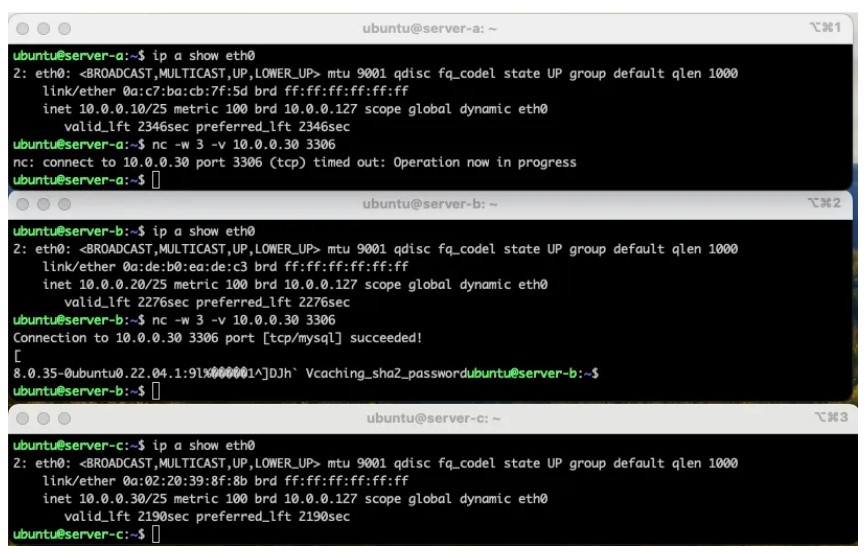 ubuntu@server-a: ~
⌥⌘1
ubuntu@server-a:~$ ip a show eth0
2: eth0: <BROADCAST,MULTICAST,UP,LOWER_UP> mtu 9001 qdisc fq_codel state UP group default qlen 1000
link/ether 0a:c7:ba:cb:7f:5d brd ff:ff:ff:ff:ff:ff
inet 10.0.0.10/25 metric 100 brd 10.0.0.127 scope global dynamic eth0
valid_lft 2346sec preferred_lft 2346sec
ubuntu@server-a:~$ nc -w 3 -v 10.0.0.30 3306
nc: connect to 10.0.0.30 port 3306 (tcp) timed out: Operation now in progress
ubuntu@server-a:~$
ubuntu@server-b: ~
⌥⌘2
ubuntu@server-b:~$ ip a show eth0
2: eth0: <BROADCAST,MULTICAST,UP,LOWER_UP> mtu 9001 qdisc fq_codel state UP group default qlen 1000
link/ether 0a:de:b0:ea:de:c3 brd ff:ff:ff:ff:ff:ff
inet 10.0.0.20/25 metric 100 brd 10.0.0.127 scope global dynamic eth0
valid_lft 2276sec preferred_lft 2276sec
ubuntu@server-b:~$ nc -w 3 -v 10.0.0.30 3306
Connection to 10.0.0.30 3306 port [tcp/mysql] succeeded!
[
8.0.35-0ubuntu0.22.04.1:9l%�����1^]DJh` Vcaching_sha2_passwordubuntu@server-b:~$
ubuntu@server-b:~$
ubuntu@server-c: ~
⌥⌘3
ubuntu@server-c:~$ ip a show eth0
2: eth0: <BROADCAST,MULTICAST,UP,LOWER_UP> mtu 9001 qdisc fq_codel state UP group default qlen 1000
link/ether 0a:02:20:39:8f:8b brd ff:ff:ff:ff:ff:ff
inet 10.0.0.30/25 metric 100 brd 10.0.0.127 scope global dynamic eth0
valid_lft 2190sec preferred_lft 2190sec
ubuntu@server-c:~$